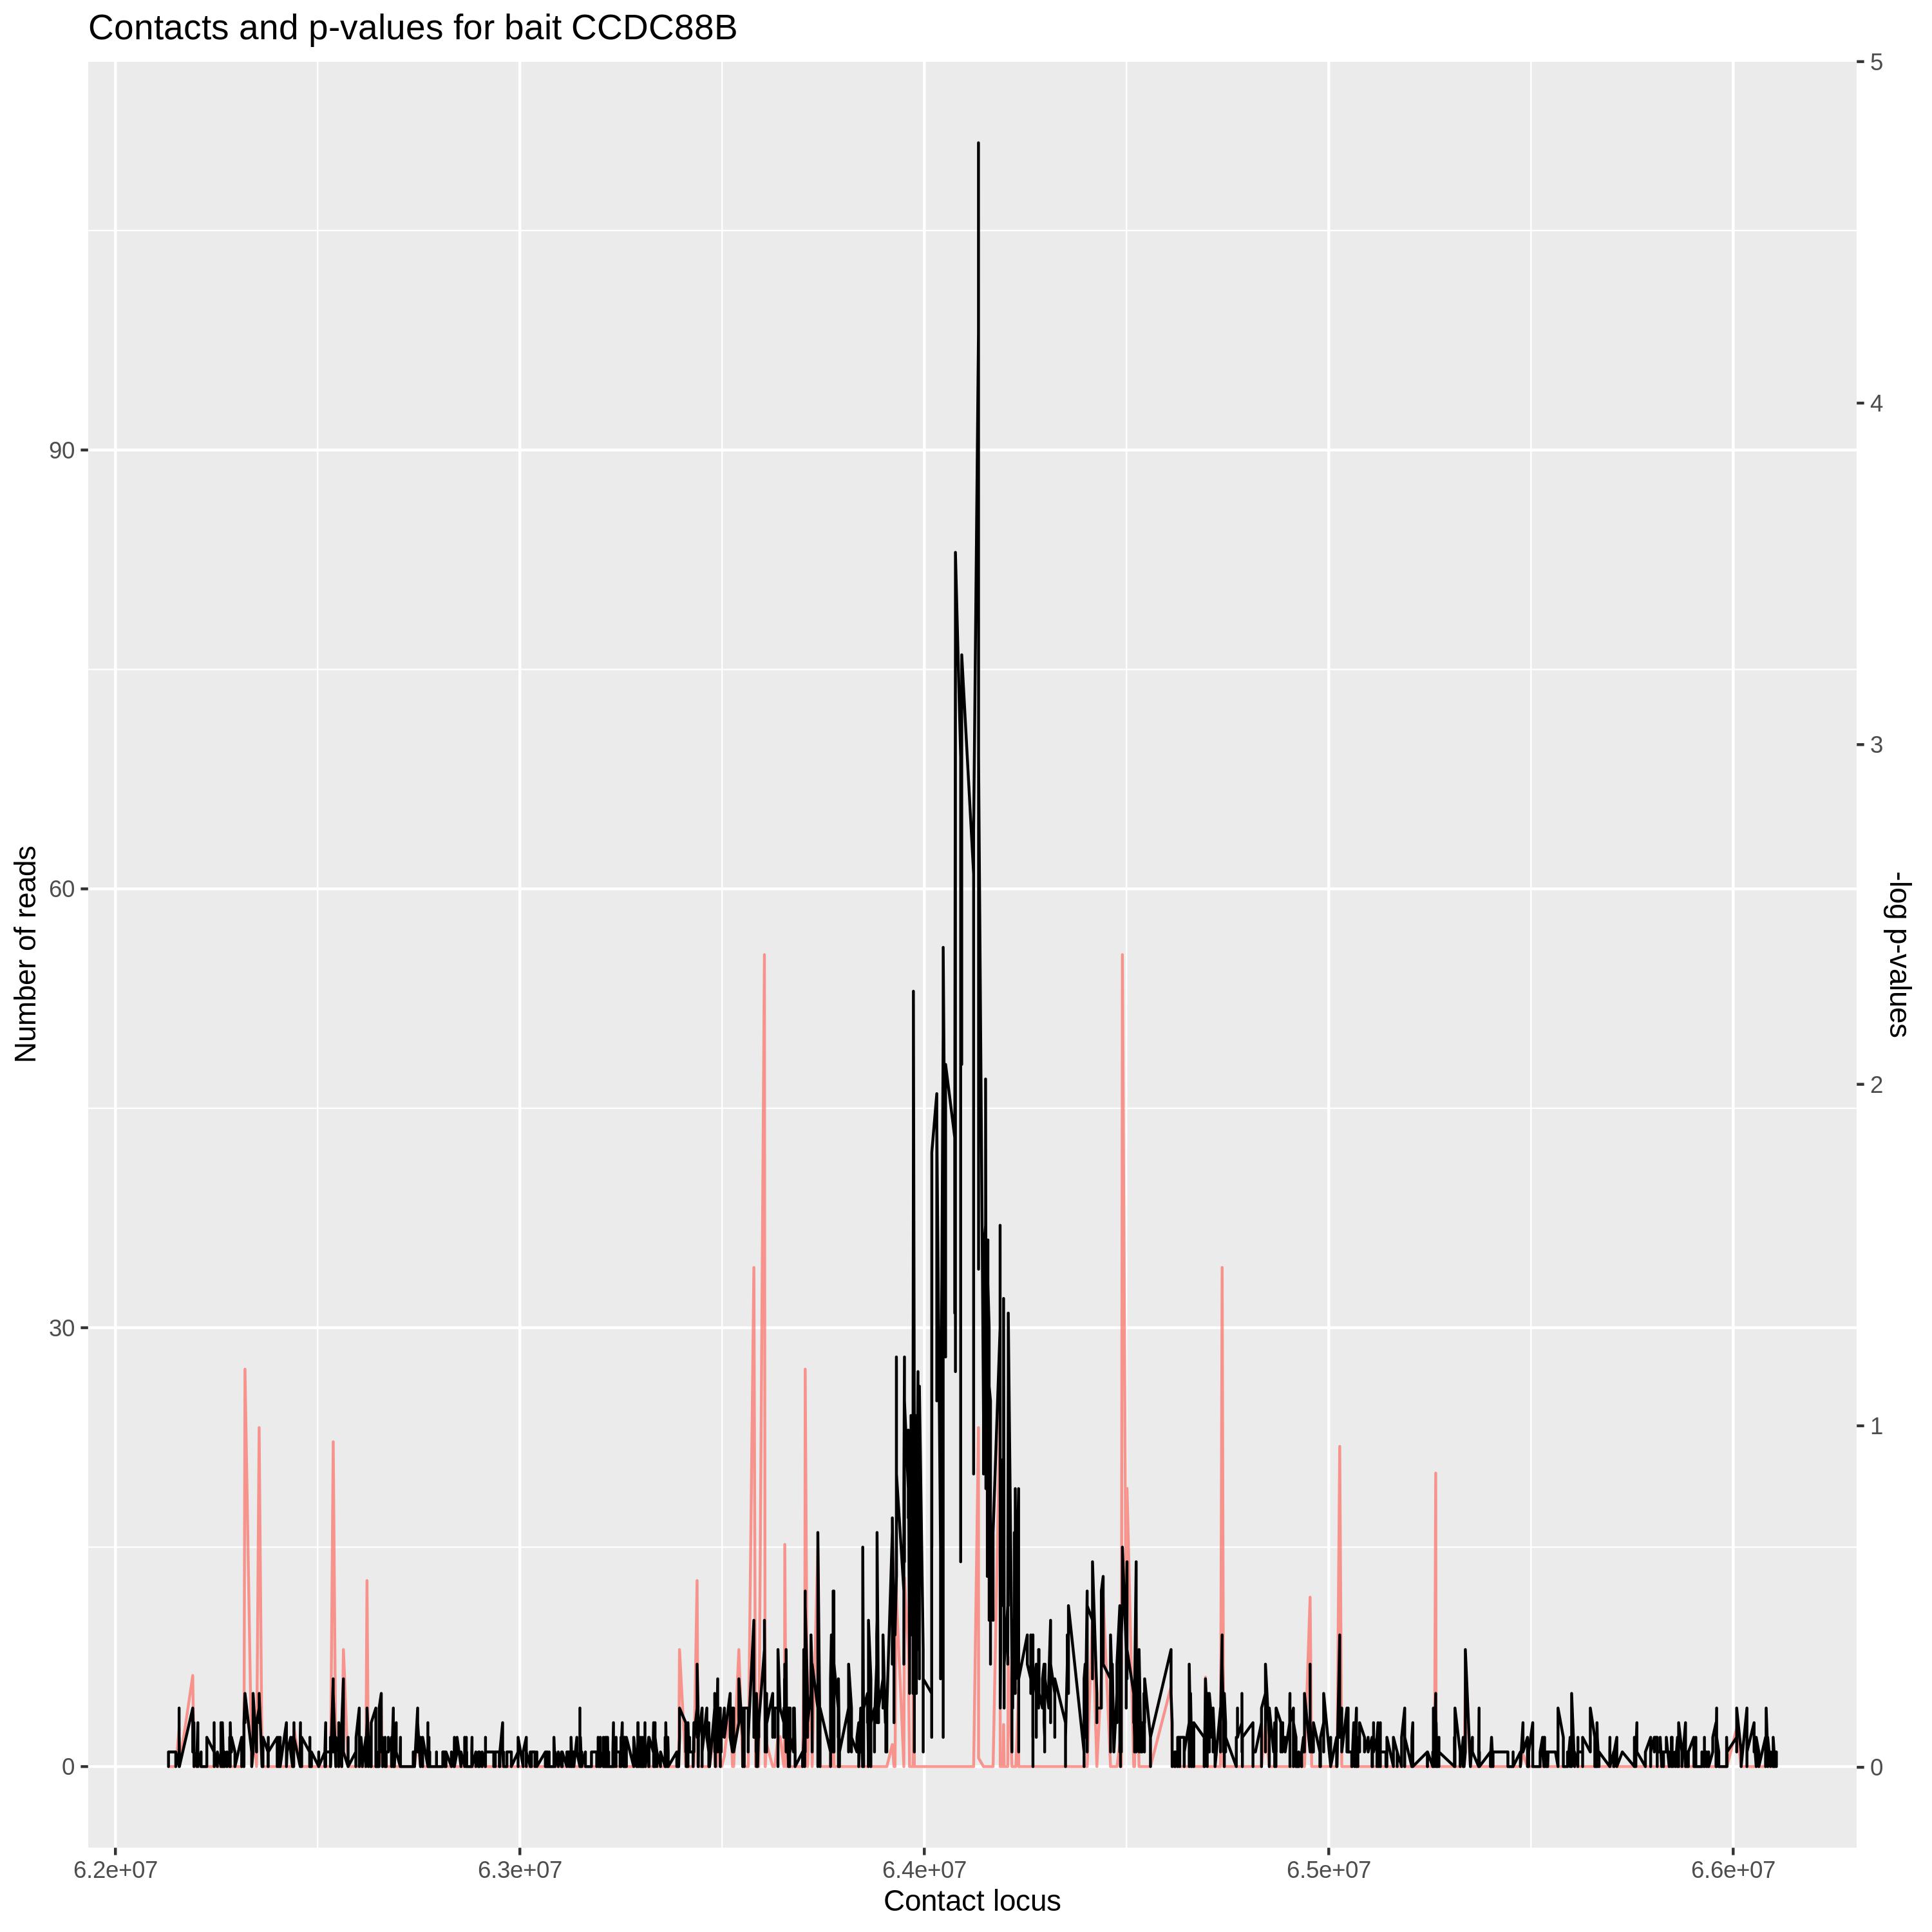 Contacts and p-values for bait CCDC88B
5
4
90
3
Number of reads
60
-log p-values
2
30
1
0
0
6.2e+07 6.3e+07 6.4e+07 6.5e+07 6.6e+07
Contact locus